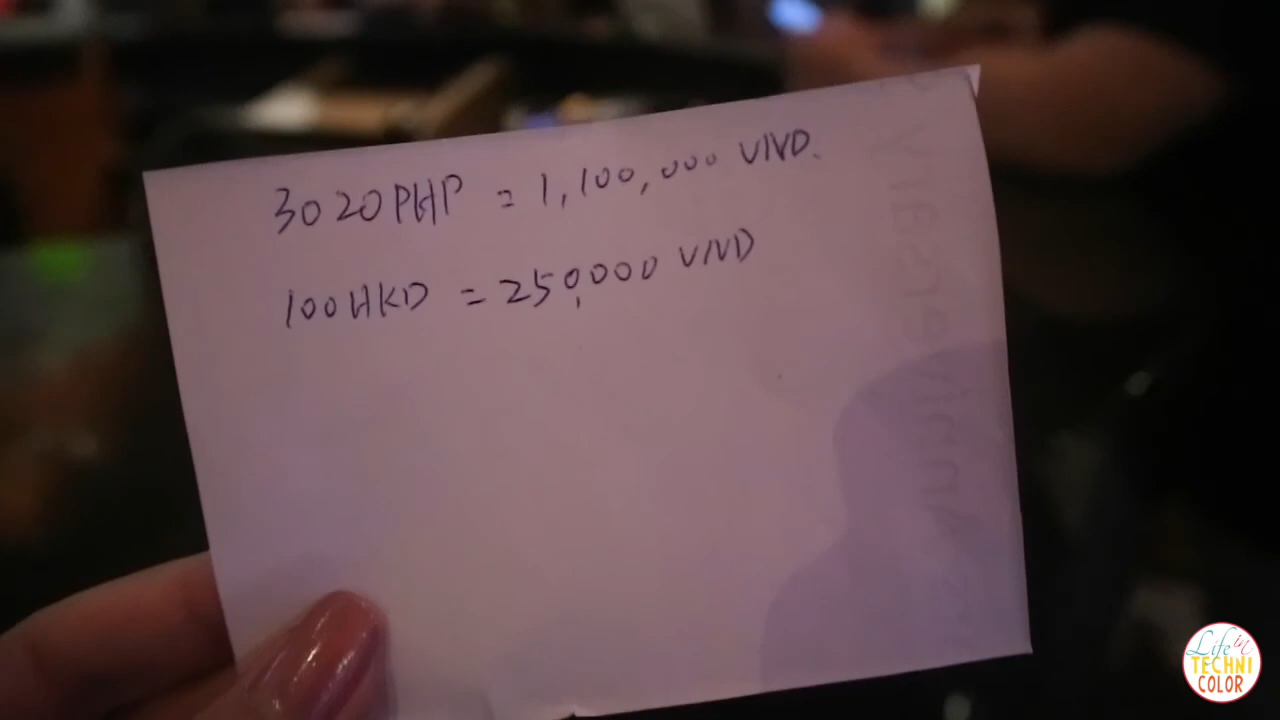 3020PHP = 1,100,000 VND.
100HKD = 250,000 VND
Life in
TECHNI
COLOR